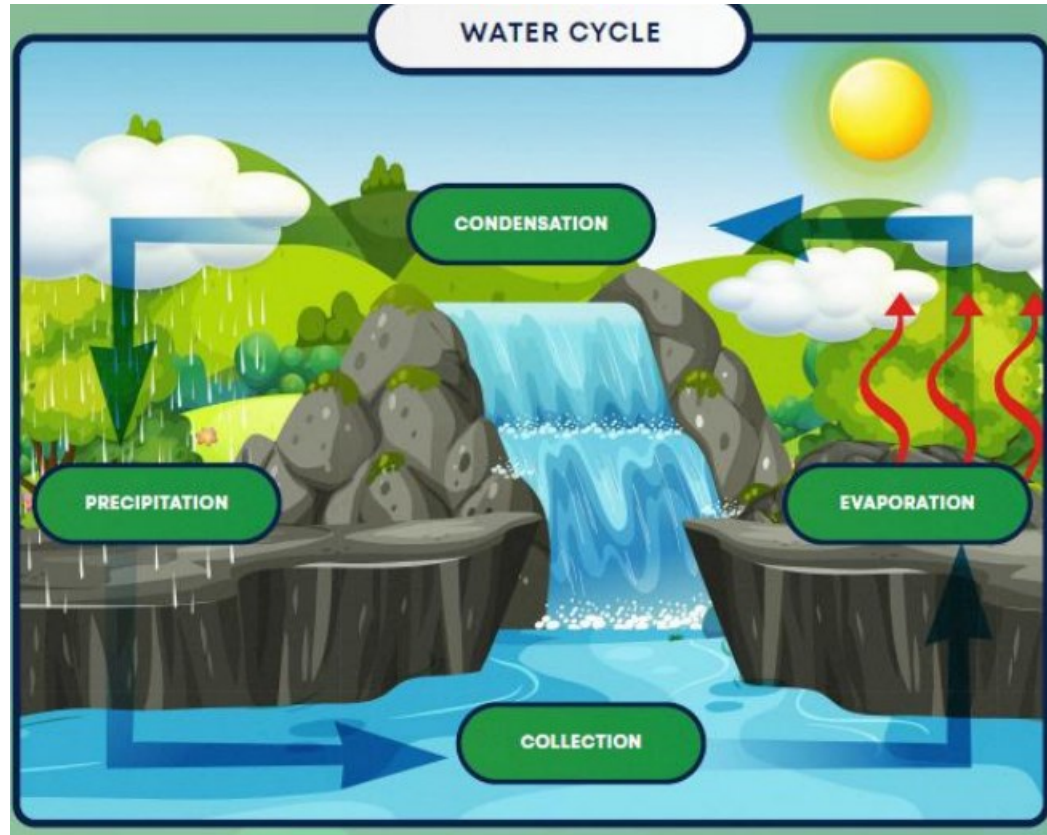 WATER CYCLE
CONDENSATION
PRECIPITATION
EVAPORATION
COLLECTION